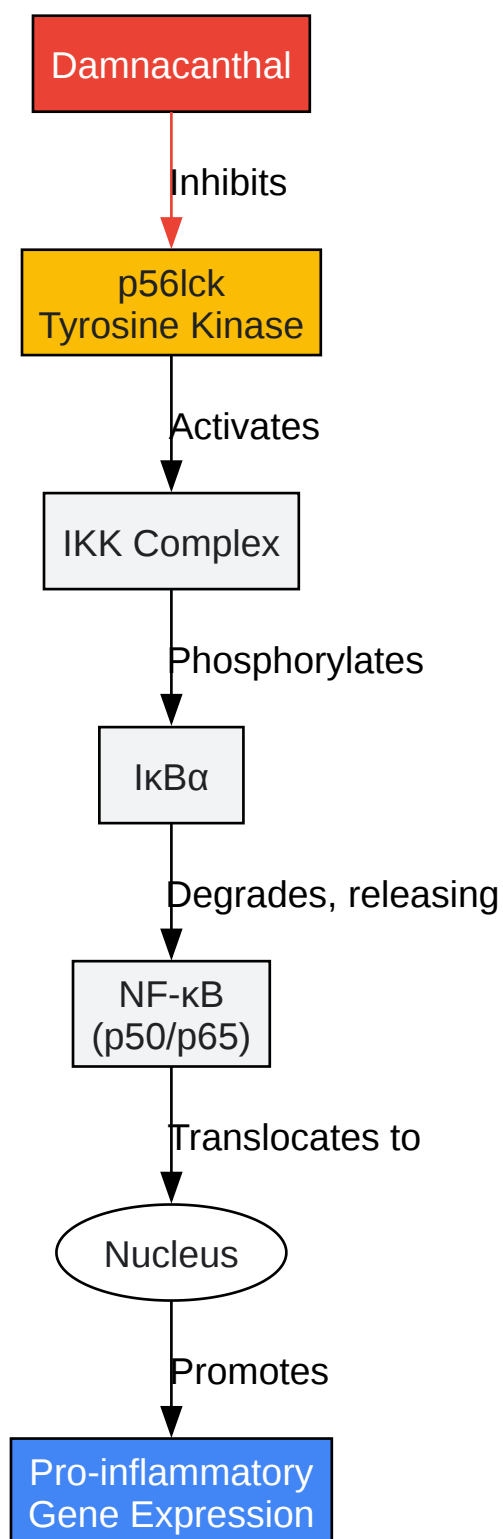 Damnacanthal
Inhibits
p56lck
Tyrosine Kinase
Activates
IKK Complex
Phosphorylates
IκBα
Degrades, releasing
NF-κB
(p50/p65)
Translocates to
Nucleus
Promotes
Pro-inflammatory
Gene Expression